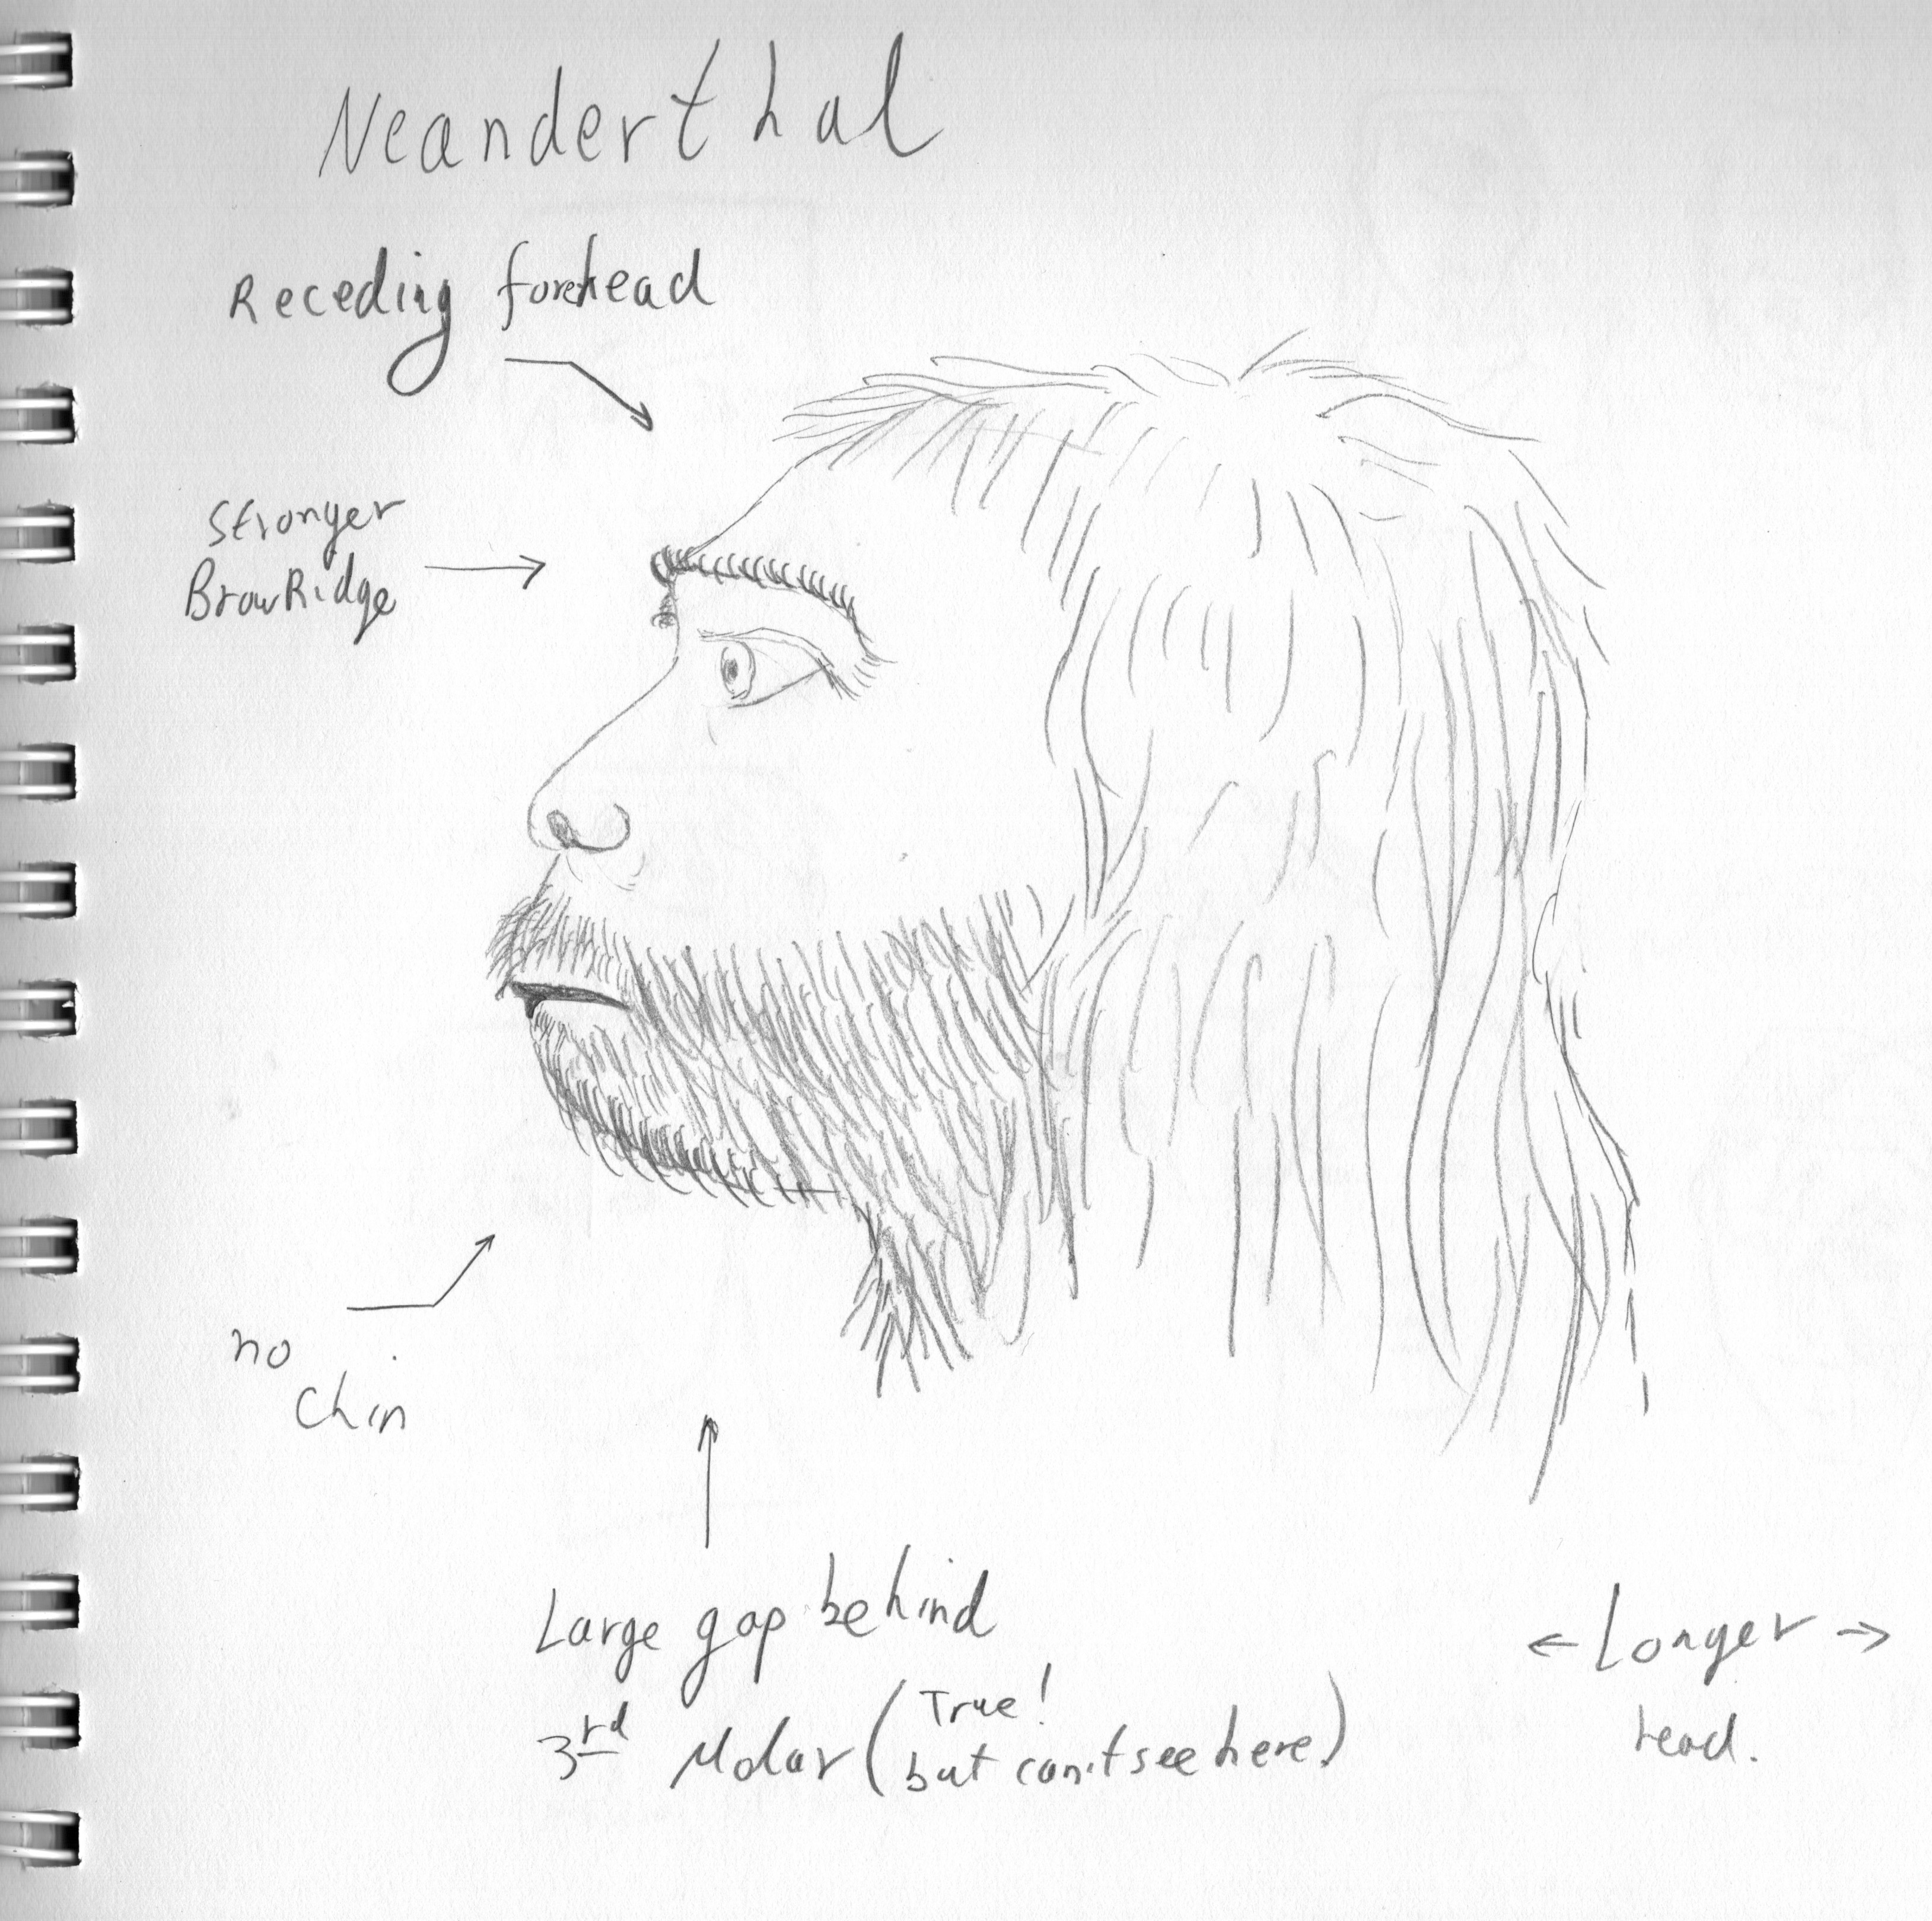 Neanderthal
Receding forehead
Stronger
BrowRidge
no
Chin
Large gap behind
3rd Molar (True!
but can't see here)
← Longer →
head.